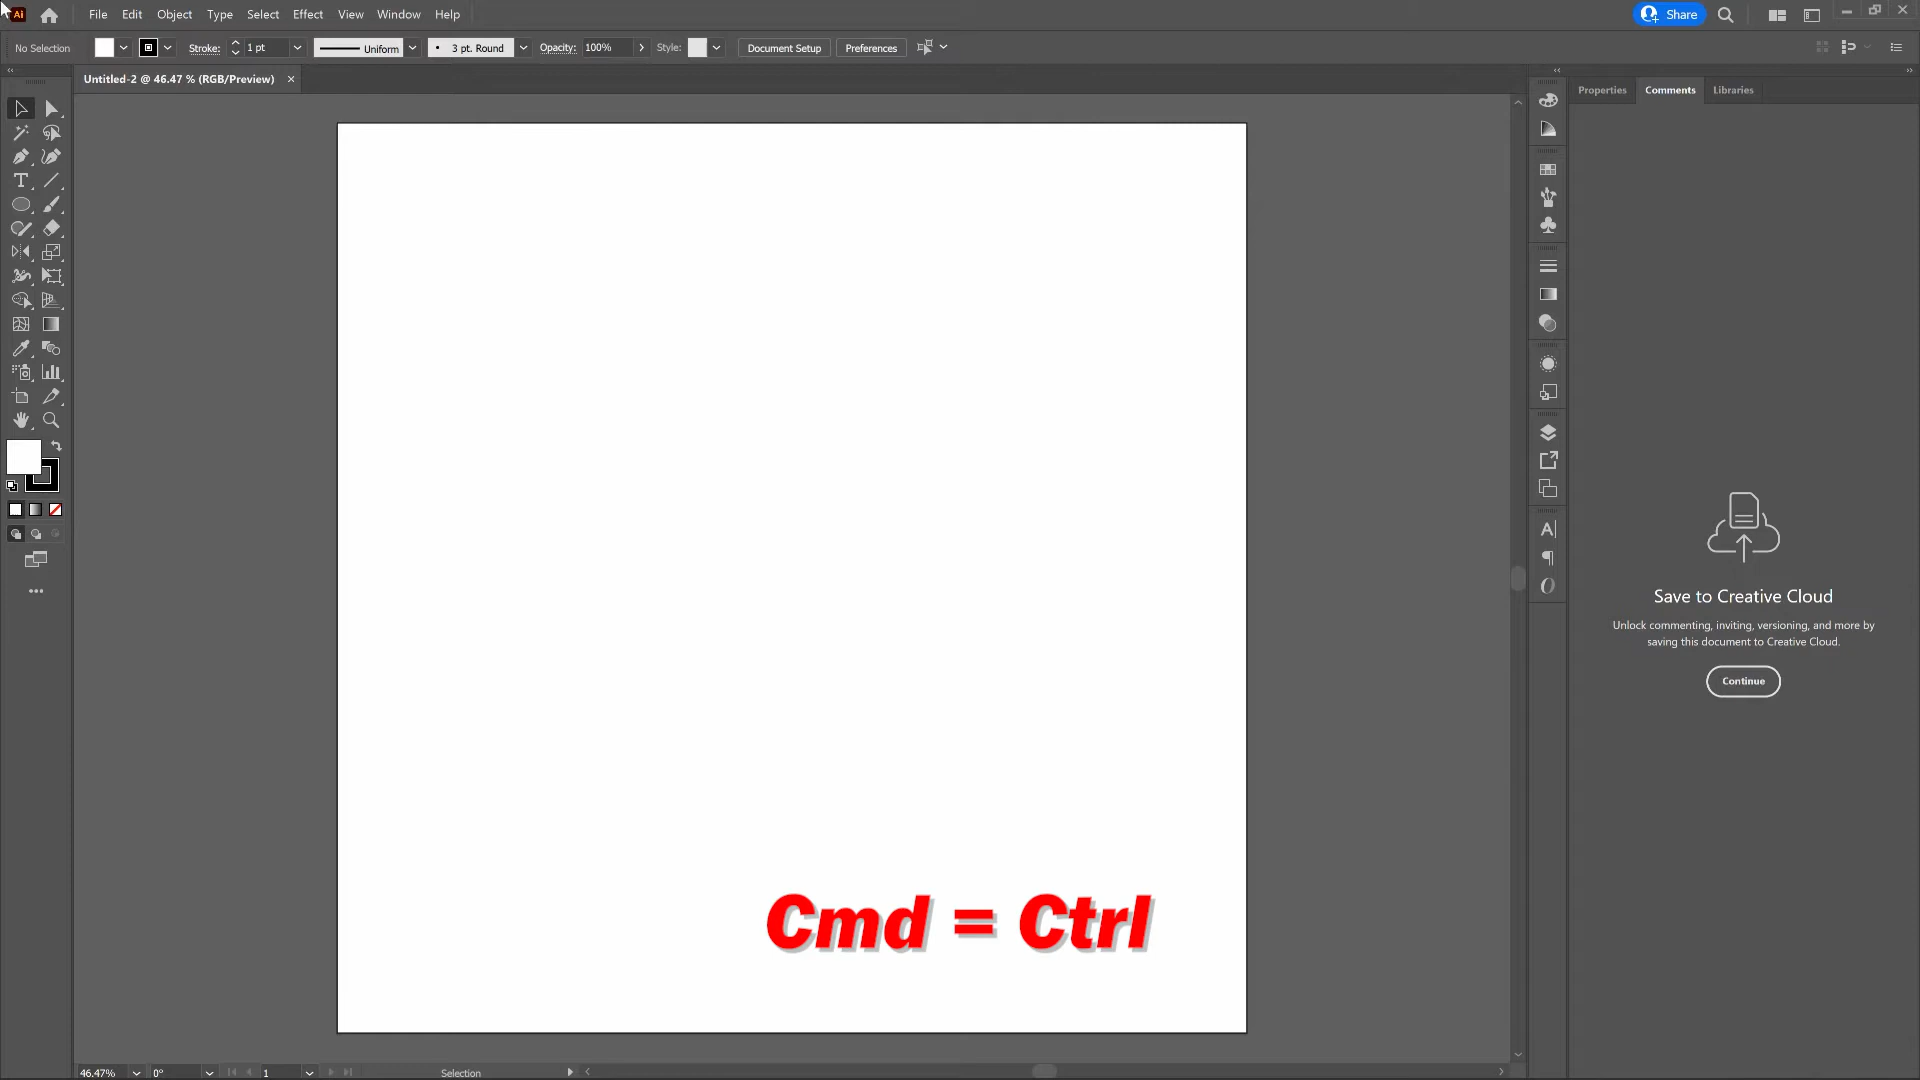 Ai File Edit Object Type Select Effect View Window Help Share
No Selection Stroke: 1 pt Uniform 3 pt. Round Opacity: 100% Style: Document Setup Preferences
Untitled-2 @ 46.47 % (RGB/Preview) ×
Properties Comments Libraries
Save to Creative Cloud
Unlock commenting, inviting, versioning, and more by
saving this document to Creative Cloud.
Continue
Cmd = Ctrl
46.47% 0° 1 Selection